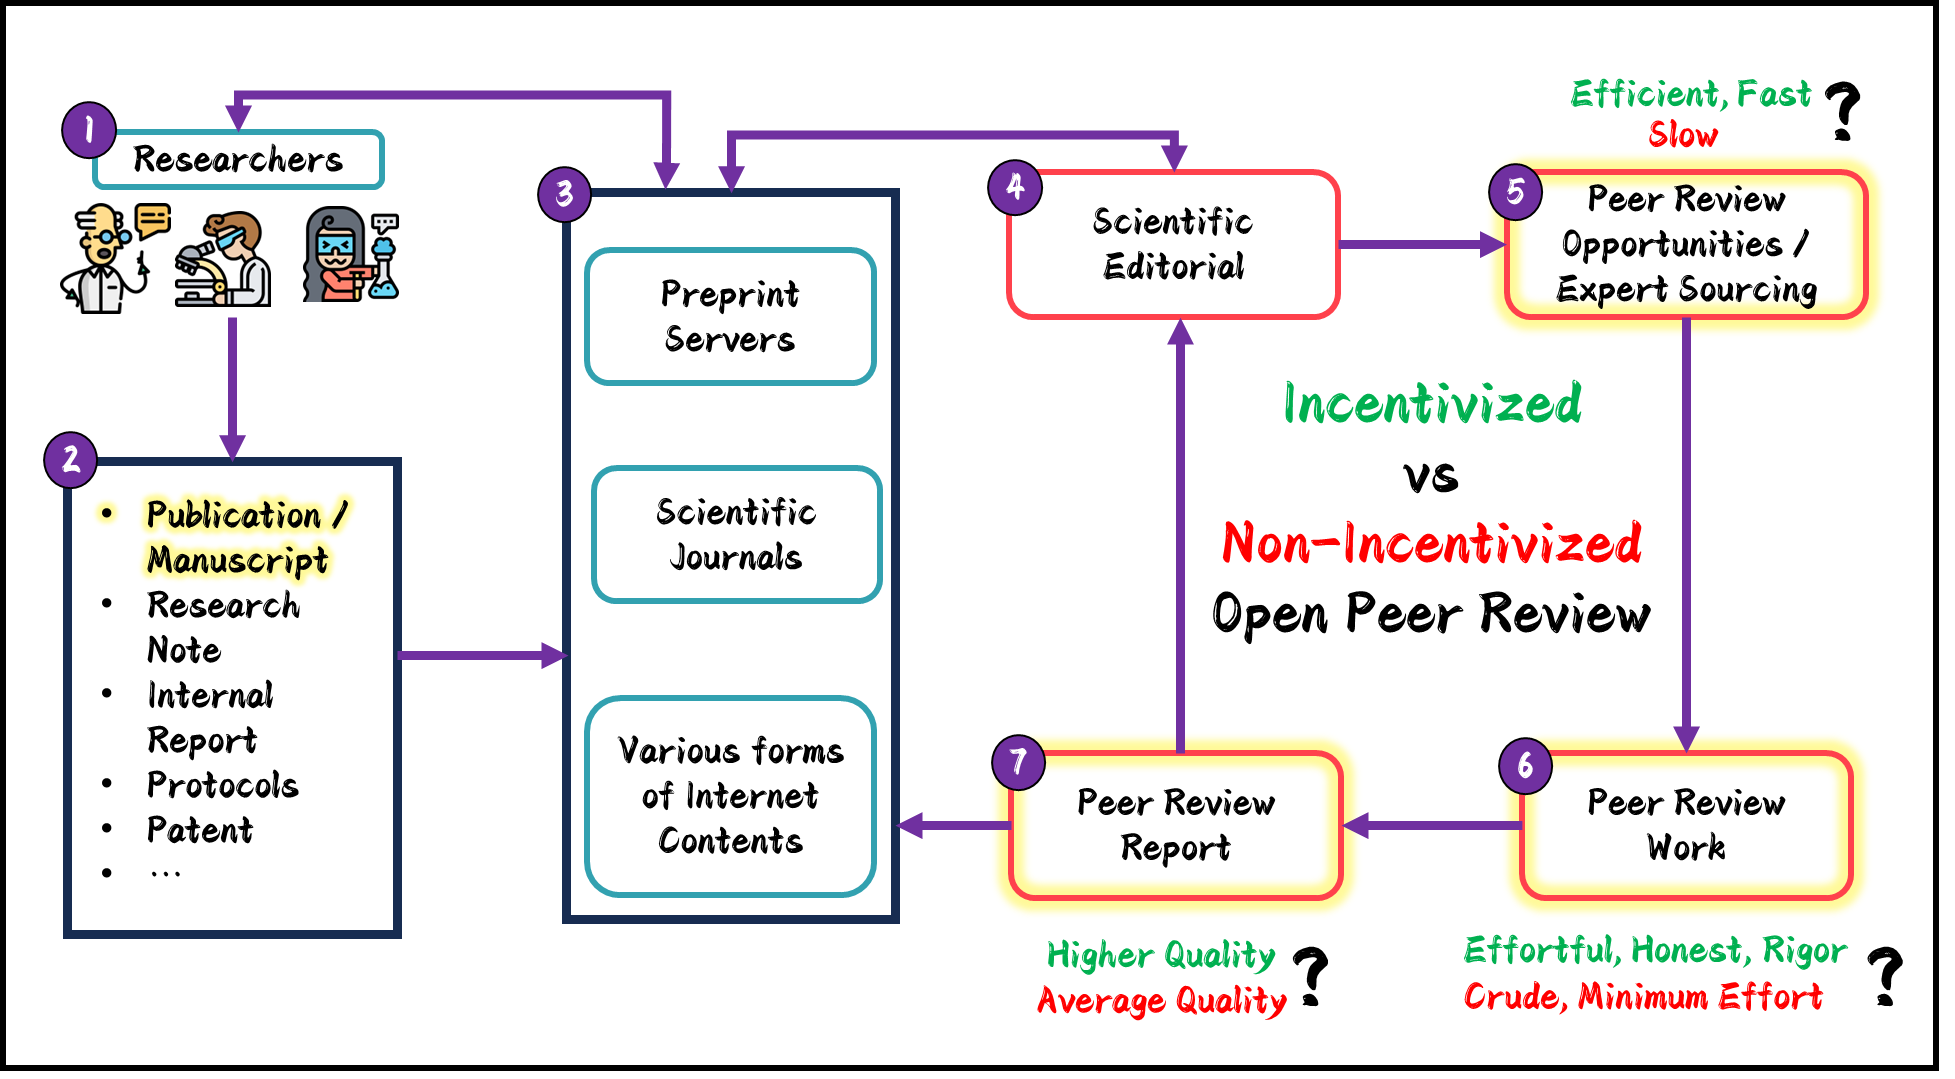 1
Researchers
2
• Publication /
Manuscript
• Research
Note
• Internal
Report
• Protocols
• Patent
• ...
3
Preprint
Servers
Scientific
Journals
Various forms
of Internet
Contents
4
Scientific
Editorial
Efficient, Fast
Slow
?
5
Peer Review
Opportunities /
Expert Sourcing
Incentivized
vs
Non-Incentivized
Open Peer Review
6
Peer Review
Work
Effortful, Honest, Rigor
Crude, Minimum Effort
?
7
Peer Review
Report
Higher Quality
Average Quality
?